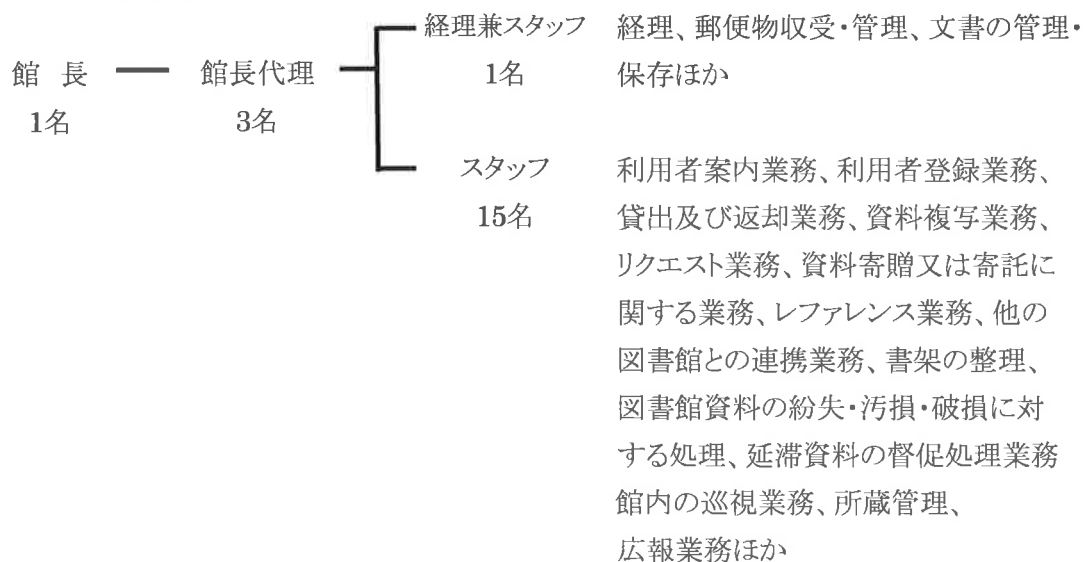 館 長
1名
館長代理
3名
経理兼スタッフ
1名
経理、郵便物収受・管理、文書の管理・
保存ほか
スタッフ
15名
利用者案内業務、利用者登録業務、
貸出及び返却業務、資料複写業務、
リクエスト業務、資料寄贈又は寄託に
関する業務、レファレンス業務、他の
図書館との連携業務、書架の整理、
図書館資料の紛失・汚損・破損に対
する処理、延滞資料の督促処理業務
館内の巡視業務、所蔵管理、
広報業務ほか